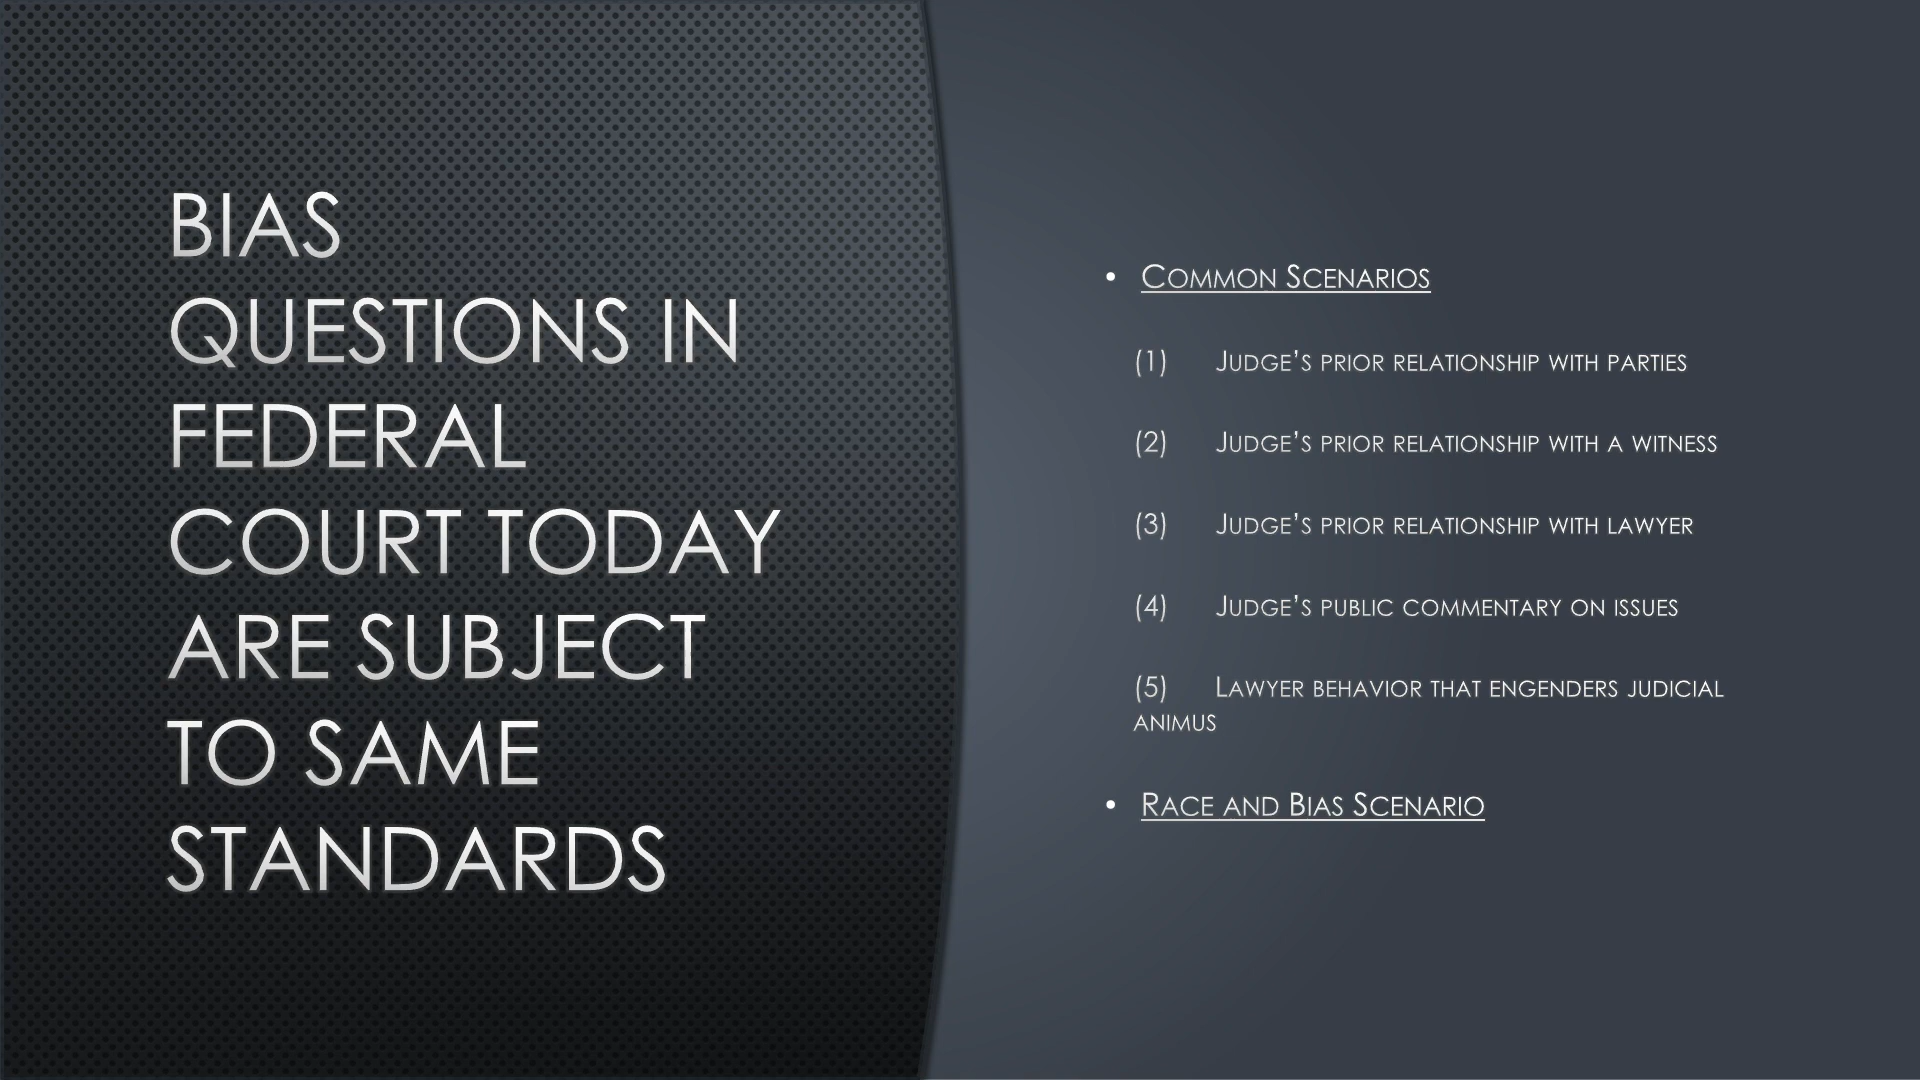 BIAS
QUESTIONS IN
FEDERAL
COURT TODAY
ARE SUBJECT
TO SAME
STANDARDS
• Common Scenarios
(1) Judge’s prior relationship with parties
(2) Judge’s prior relationship with a witness
(3) Judge’s prior relationship with lawyer
(4) Judge’s public commentary on issues
(5) Lawyer behavior that engenders judicial
animus
• Race and Bias Scenario